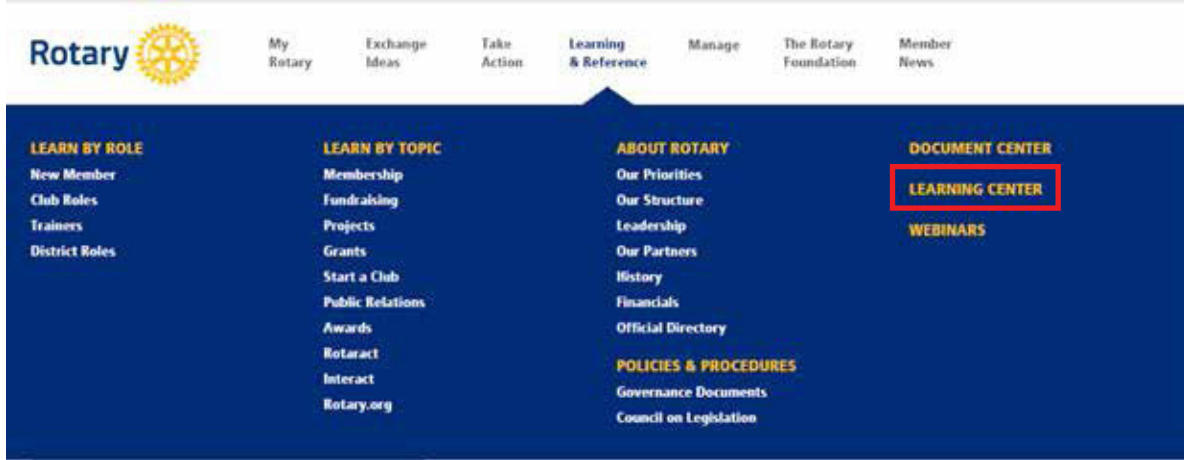 Rotary
My
Rotary
Exchange
Ideas
Take
Action
Learning
& Reference
Manage
The Rotary
Foundation
Member
News
LEARN BY ROLE
New Member
Club Roles
Trainers
District Roles
LEARN BY TOPIC
Membership
Fundraising
Projects
Grants
Start a Club
Public Relations
Awards
Rotaract
Interact
Rotary.org
ABOUT ROTARY
Our Priorities
Our Structure
Leadership
Our Partners
History
Financials
Official Directory
POLICIES & PROCEDURES
Governance Documents
Council on Legislation
DOCUMENT CENTER
LEARNING CENTER
WEBINARS